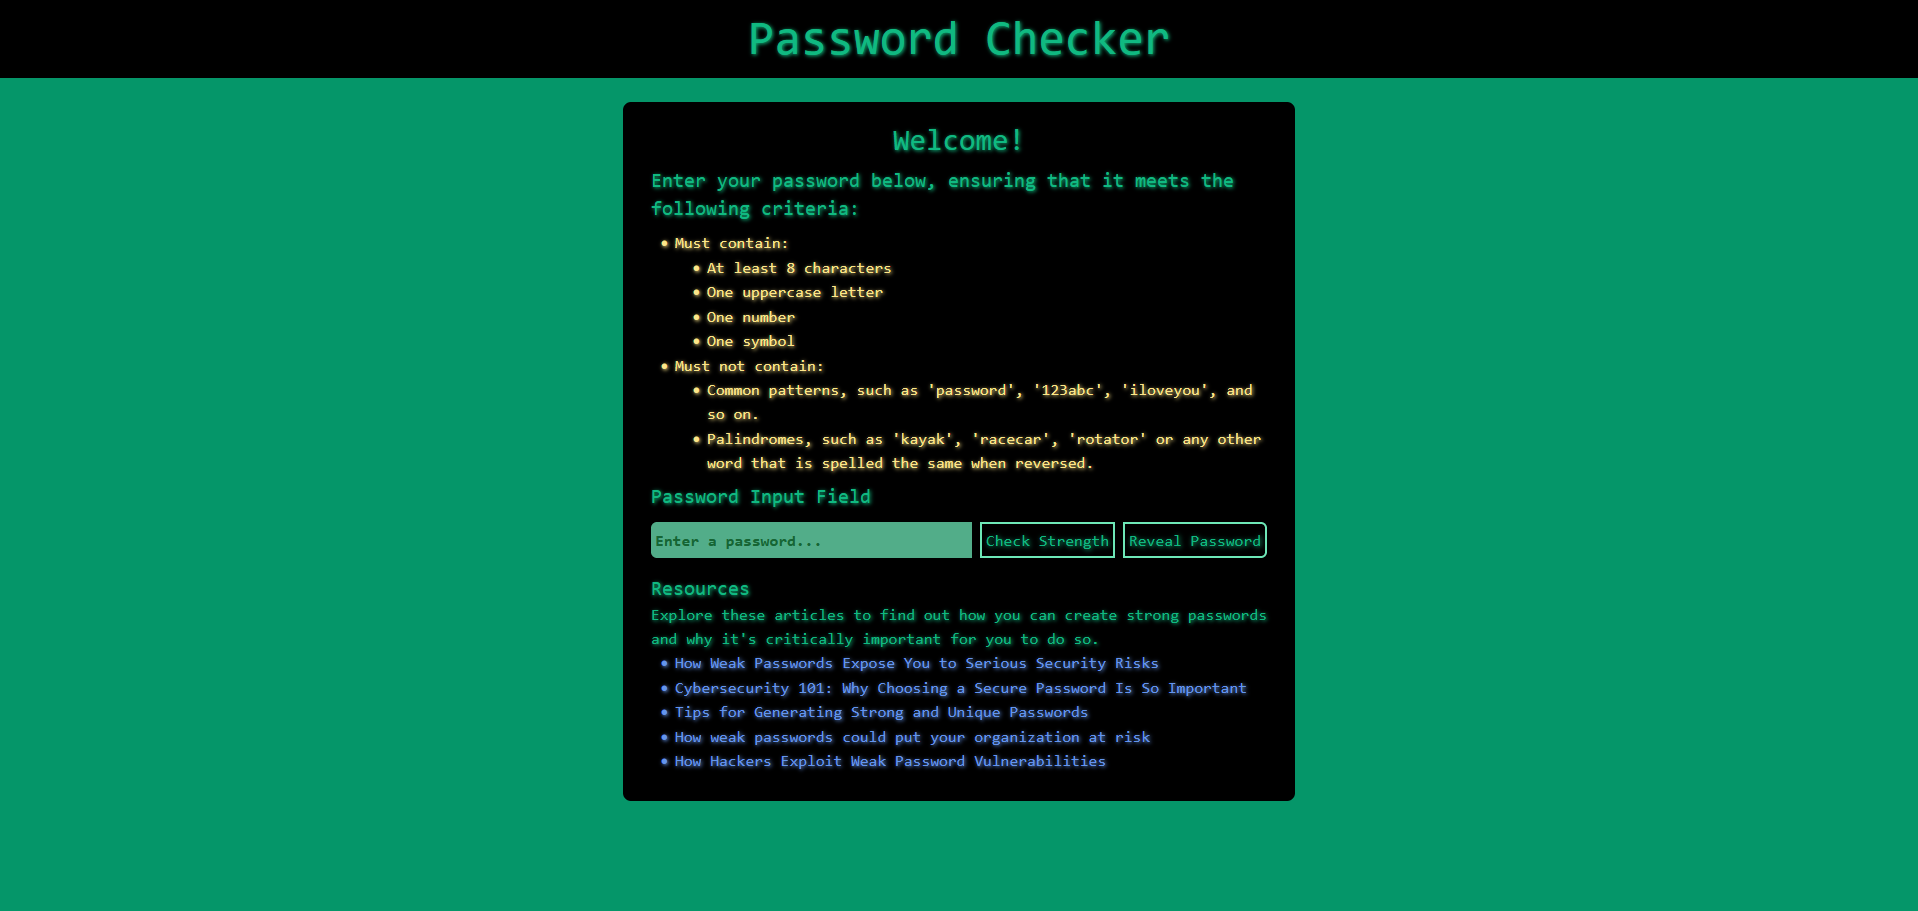 Password Checker
Welcome!
Enter your password below, ensuring that it meets the
following criteria:
• Must contain:
• At least 8 characters
• One uppercase letter
• One number
• One symbol
• Must not contain:
• Common patterns, such as 'password', '123abc', 'iloveyou', and
so on.
• Palindromes, such as 'kayak', 'racecar', 'rotator' or any other
word that is spelled the same when reversed.
Password Input Field
Enter a password... Check Strength Reveal Password
Resources
Explore these articles to find out how you can create strong passwords
and why it's critically important for you to do so.
• How Weak Passwords Expose You to Serious Security Risks
• Cybersecurity 101: Why Choosing a Secure Password Is So Important
• Tips for Generating Strong and Unique Passwords
• How weak passwords could put your organization at risk
• How Hackers Exploit Weak Password Vulnerabilities